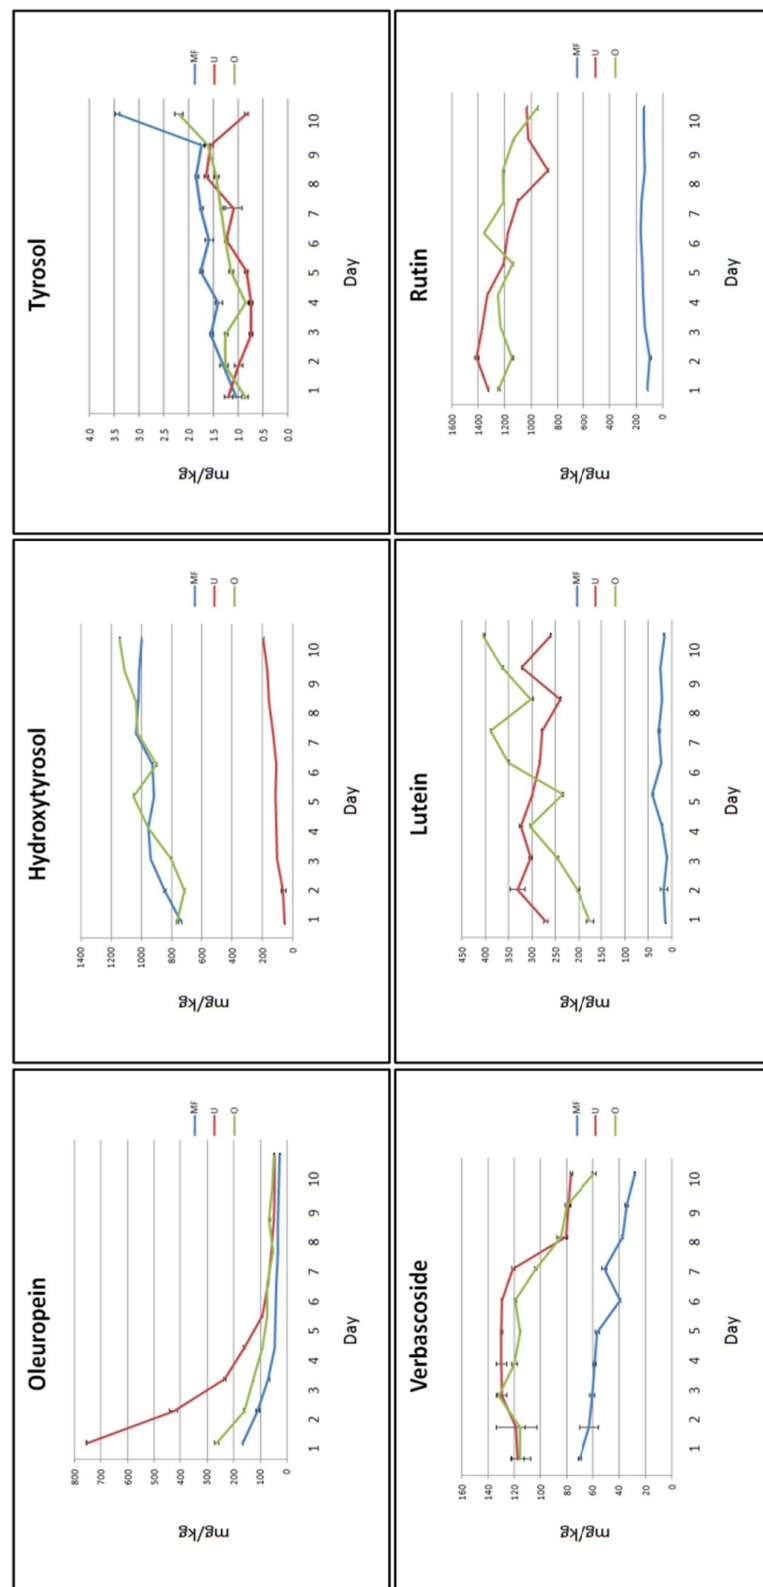 Oleuropein
mg/kg
800
700
600
500
400
300
200
100
0
1 2 3 4 5 6 7 8 9 10
Day
MF
U
O
Hydroxytyrosol
mg/kg
1400
1200
1000
800
600
400
200
0
1 2 3 4 5 6 7 8 9 10
Day
MF
U
O
Tyrosol
mg/kg
4.0
3.5
3.0
2.5
2.0
1.5
1.0
0.5
0.0
1 2 3 4 5 6 7 8 9 10
Day
MF
U
O
Verbascoside
mg/kg
160
140
120
100
80
60
40
20
0
1 2 3 4 5 6 7 8 9 10
Day
MF
U
O
Lutein
mg/kg
450
400
350
300
250
200
150
100
50
0
1 2 3 4 5 6 7 8 9 10
Day
MF
U
O
Rutin
mg/kg
1600
1400
1200
1000
800
600
400
200
0
1 2 3 4 5 6 7 8 9 10
Day
MF
U
O